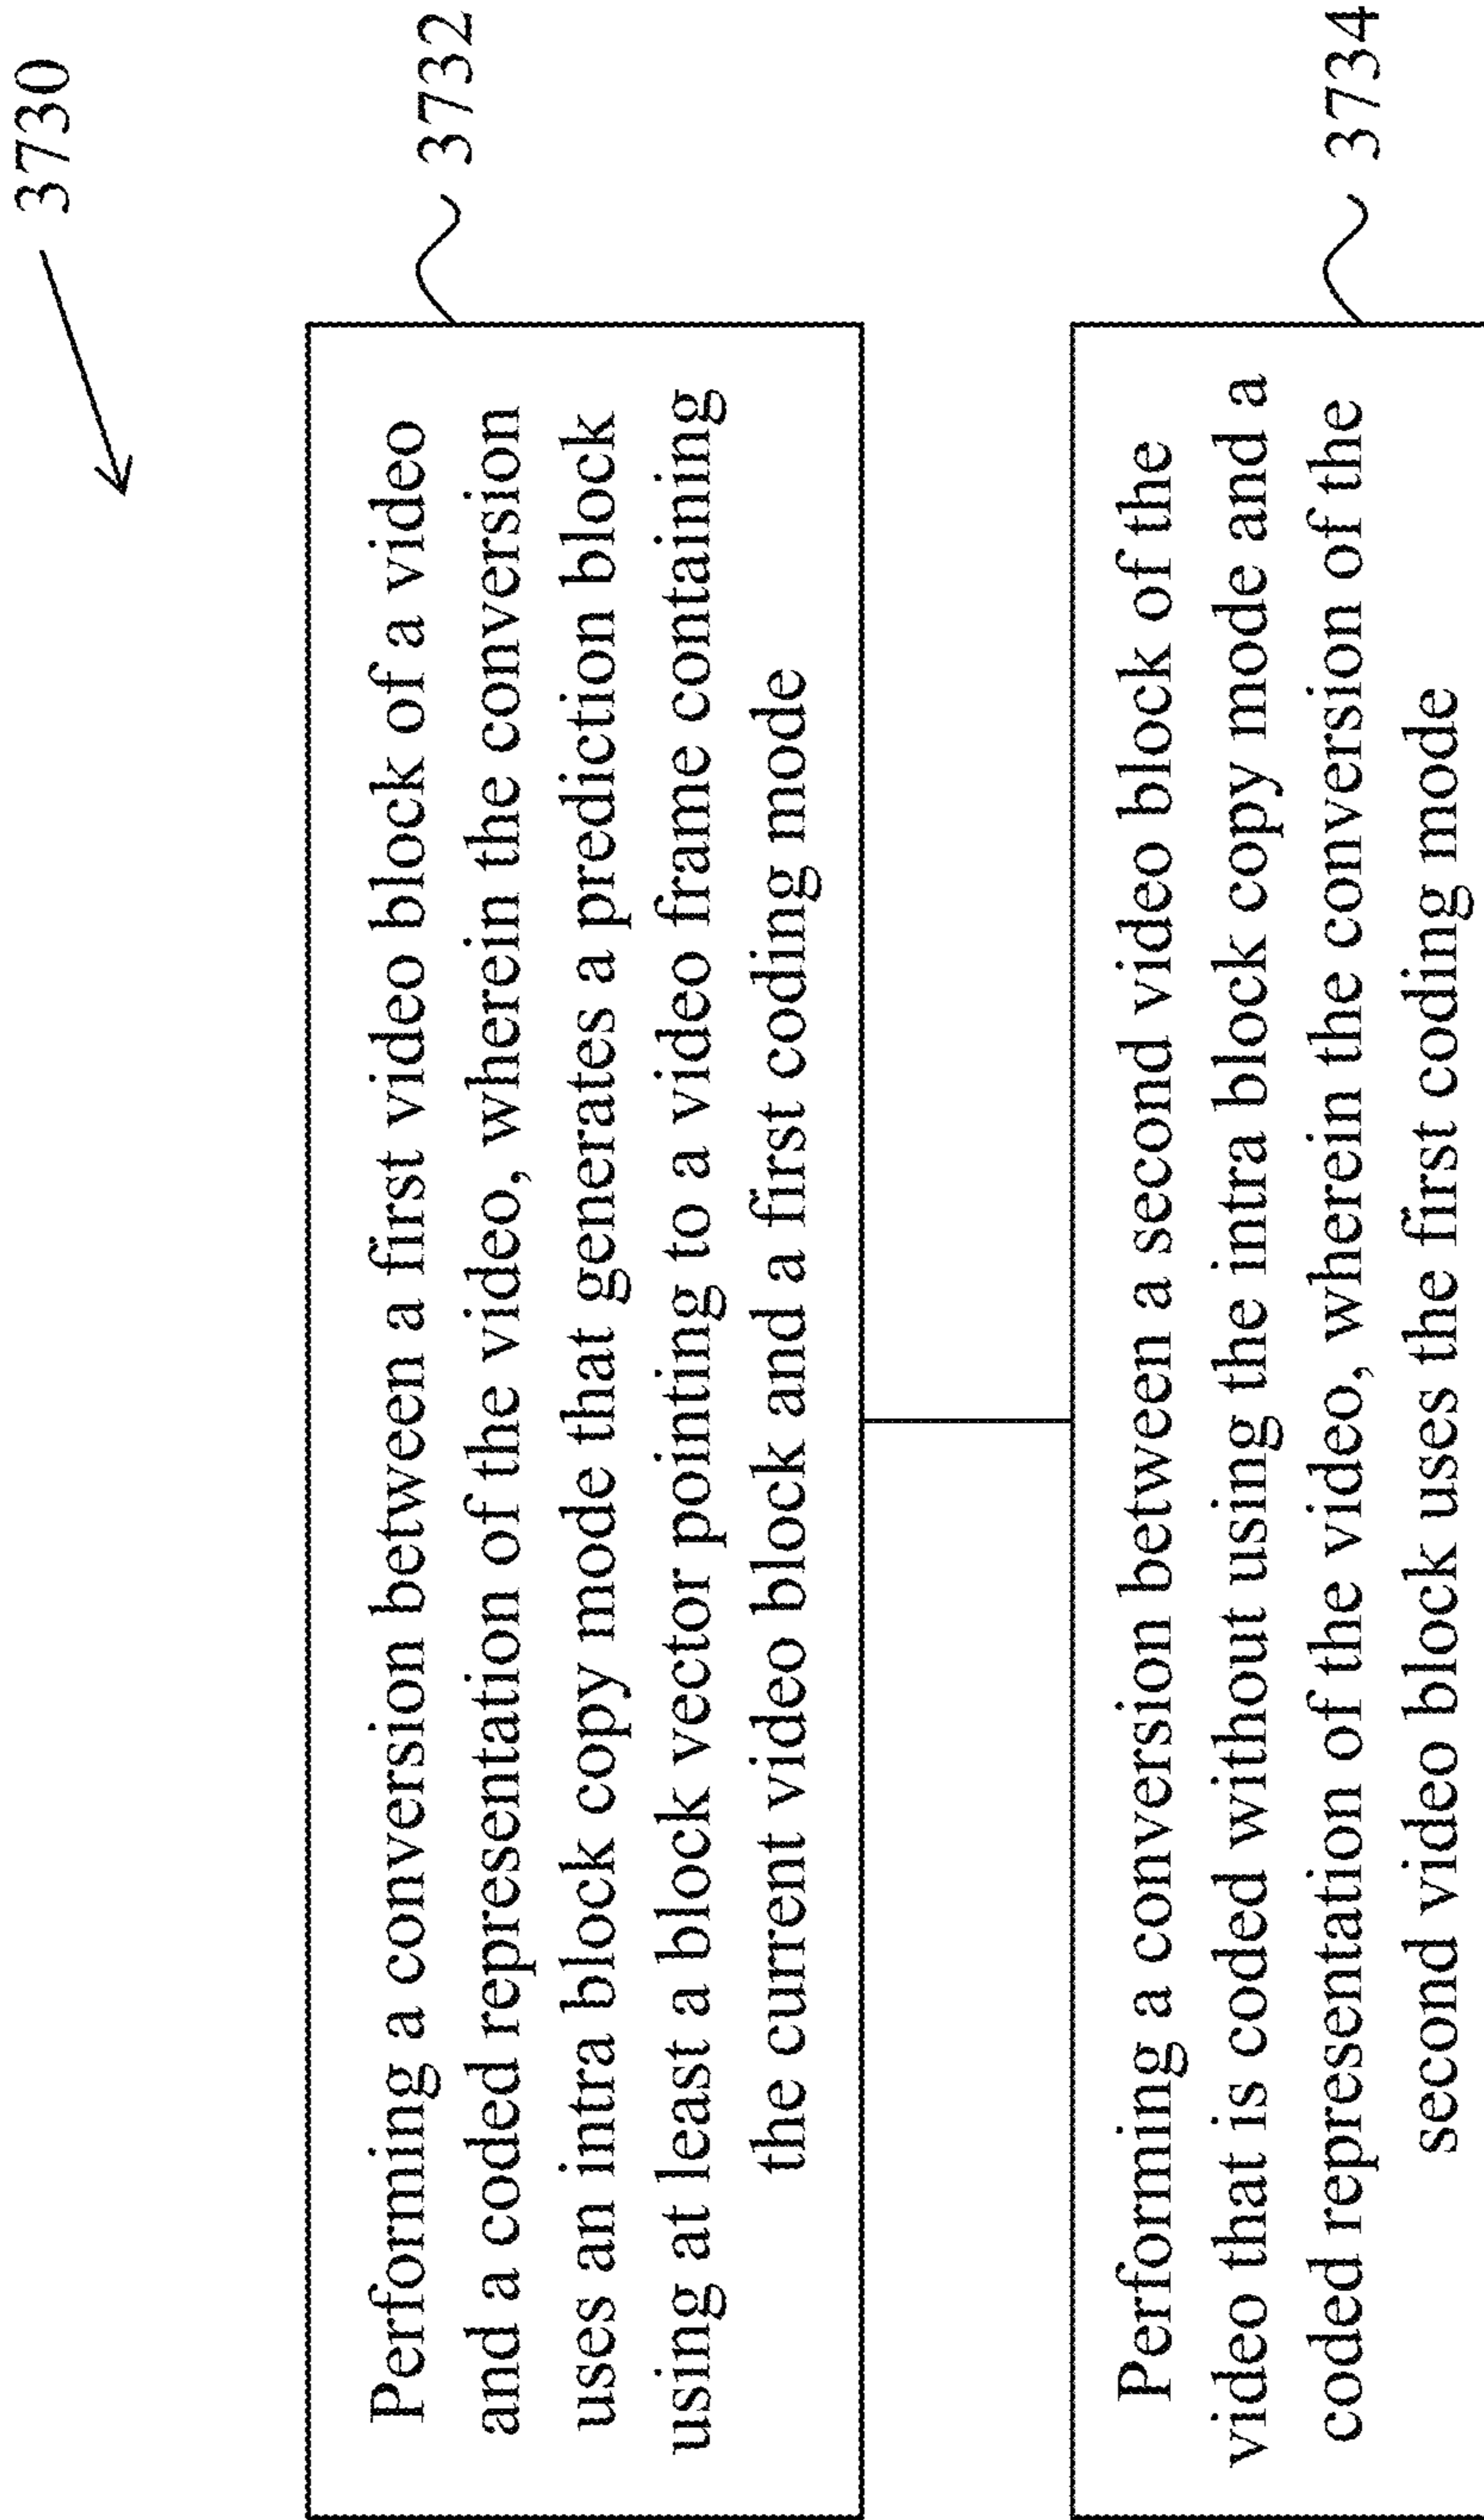 3730
Performing a conversion between a first video block of a video
and a coded representation of the video, wherein the conversion
uses an intra block copy mode that generates a prediction block
using at least a block vector pointing to a video frame containing
the current video block and a first coding mode
3732
Performing a conversion between a second video block of the
video that is coded without using the intra block copy mode and a
coded representation of the video, wherein the conversion of the
second video block uses the first coding mode
3734